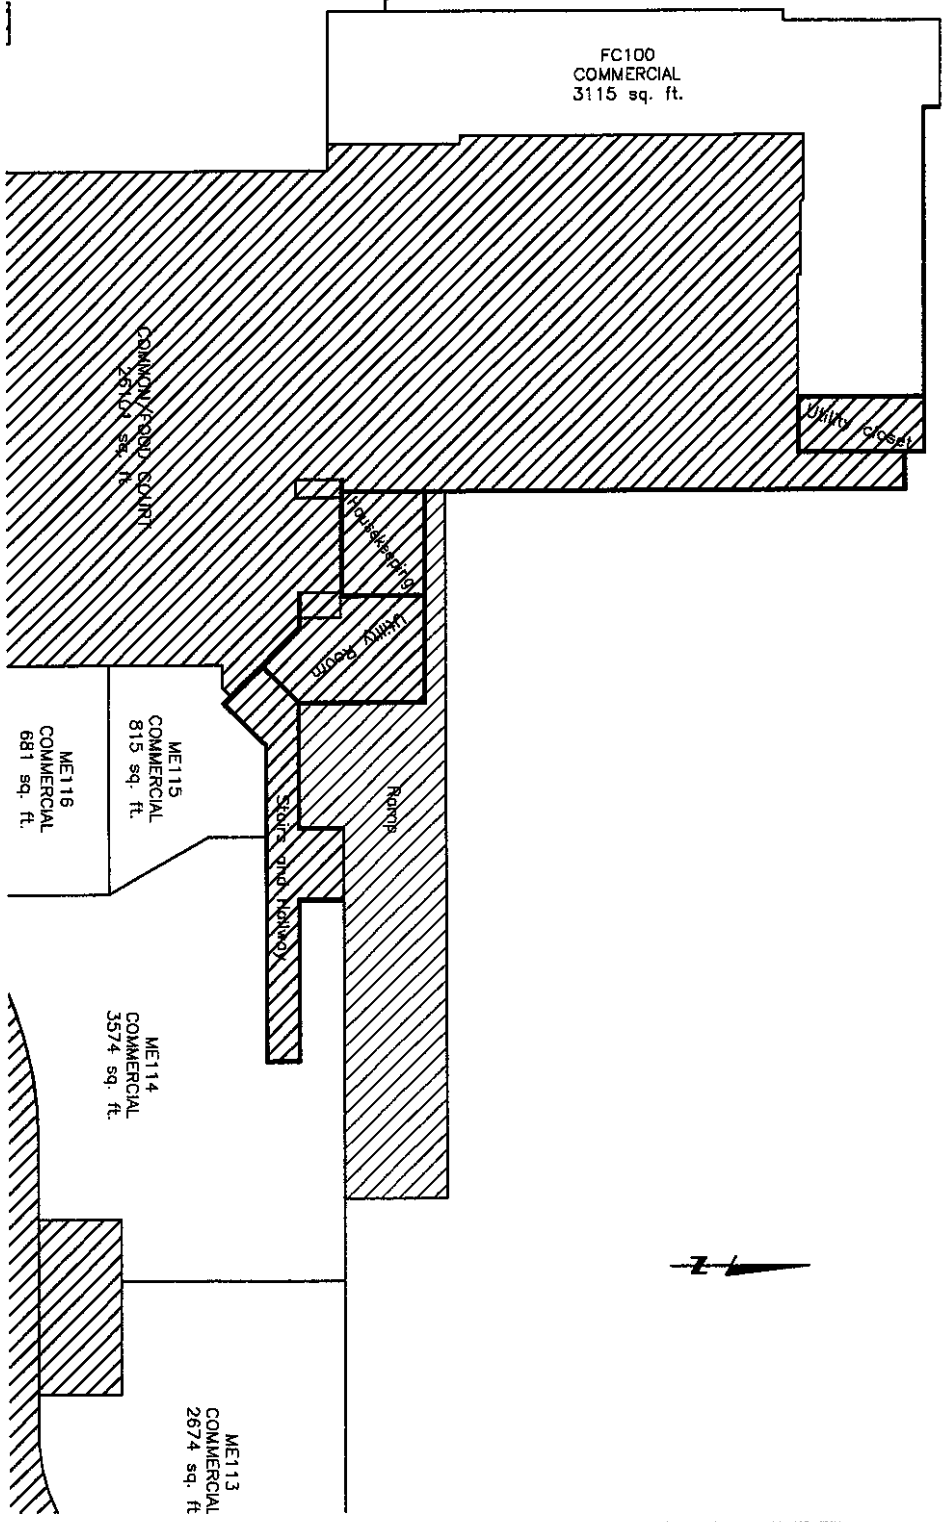 FC100
COMMERCIAL
3115 sq. ft.
Utility closet
COMMON/FOOD COURT
26101 sq. ft.
Housekeeping
Utility
Room
ME116
COMMERCIAL
681 sq. ft.
ME115
COMMERCIAL
815 sq. ft.
Ramp
Stairs and Hallway
ME114
COMMERCIAL
3574 sq. ft.
N
ME113
COMMERCIAL
2674 sq. ft